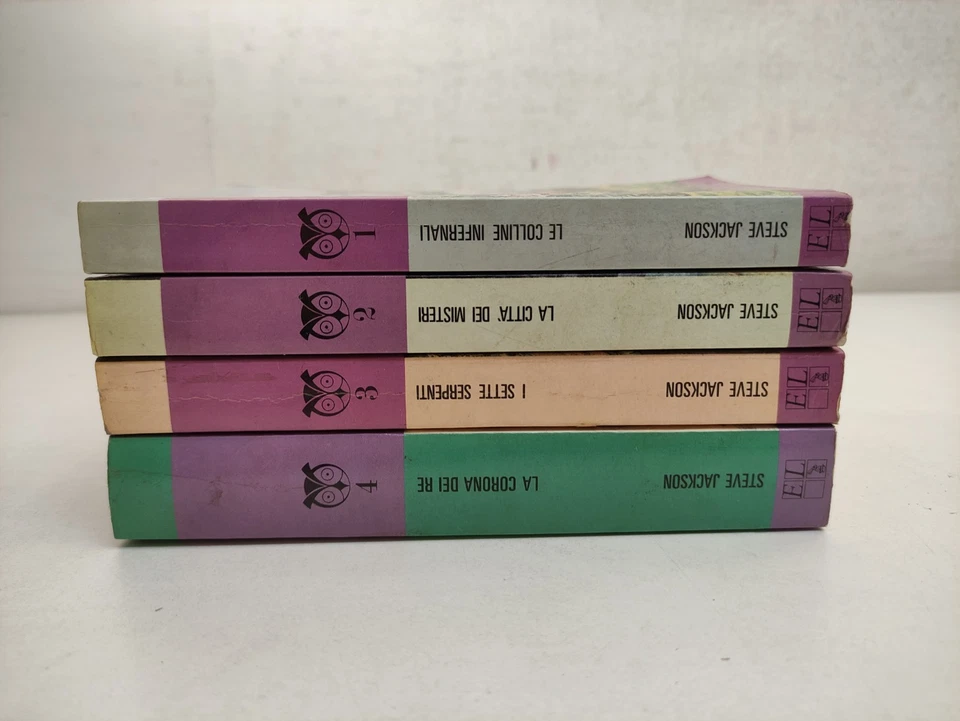 STEVE JACKSON LE COLLINE INFERNALI 1 EL
STEVE JACKSON LA CITTA' DEI MISTERI 2 EL
STEVE JACKSON I SETTE SERPENTI 3 EL
STEVE JACKSON LA CORONA DEI RE 4 EL